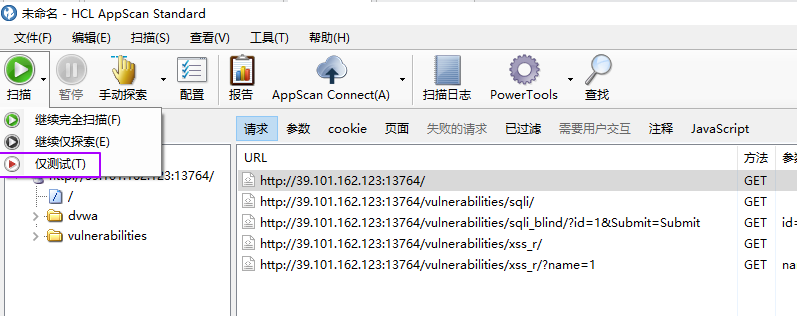 未命名 - HCL AppScan Standard
文件(F) 编辑(E) 扫描(S) 查看(V) 工具(T) 帮助(H)
扫描 暂停 手动探索 配置 报告 AppScan Connect(A) 扫描日志 PowerTools 查找
继续完全扫描(F)
继续仅探索(E)
仅测试(T)
请求 参数 cookie 页面 失败的请求 已过滤 需要用户交互 注释 JavaScript
http://39.101.162.123:13764/
/
dvwa
vulnerabilities
URL 方法 参
http://39.101.162.123:13764/ GET
http://39.101.162.123:13764/vulnerabilities/sqli/ GET
http://39.101.162.123:13764/vulnerabilities/sqli_blind/?id=1&Submit=Submit GET id=
http://39.101.162.123:13764/vulnerabilities/xss_r/ GET
http://39.101.162.123:13764/vulnerabilities/xss_r/?name=1 GET na